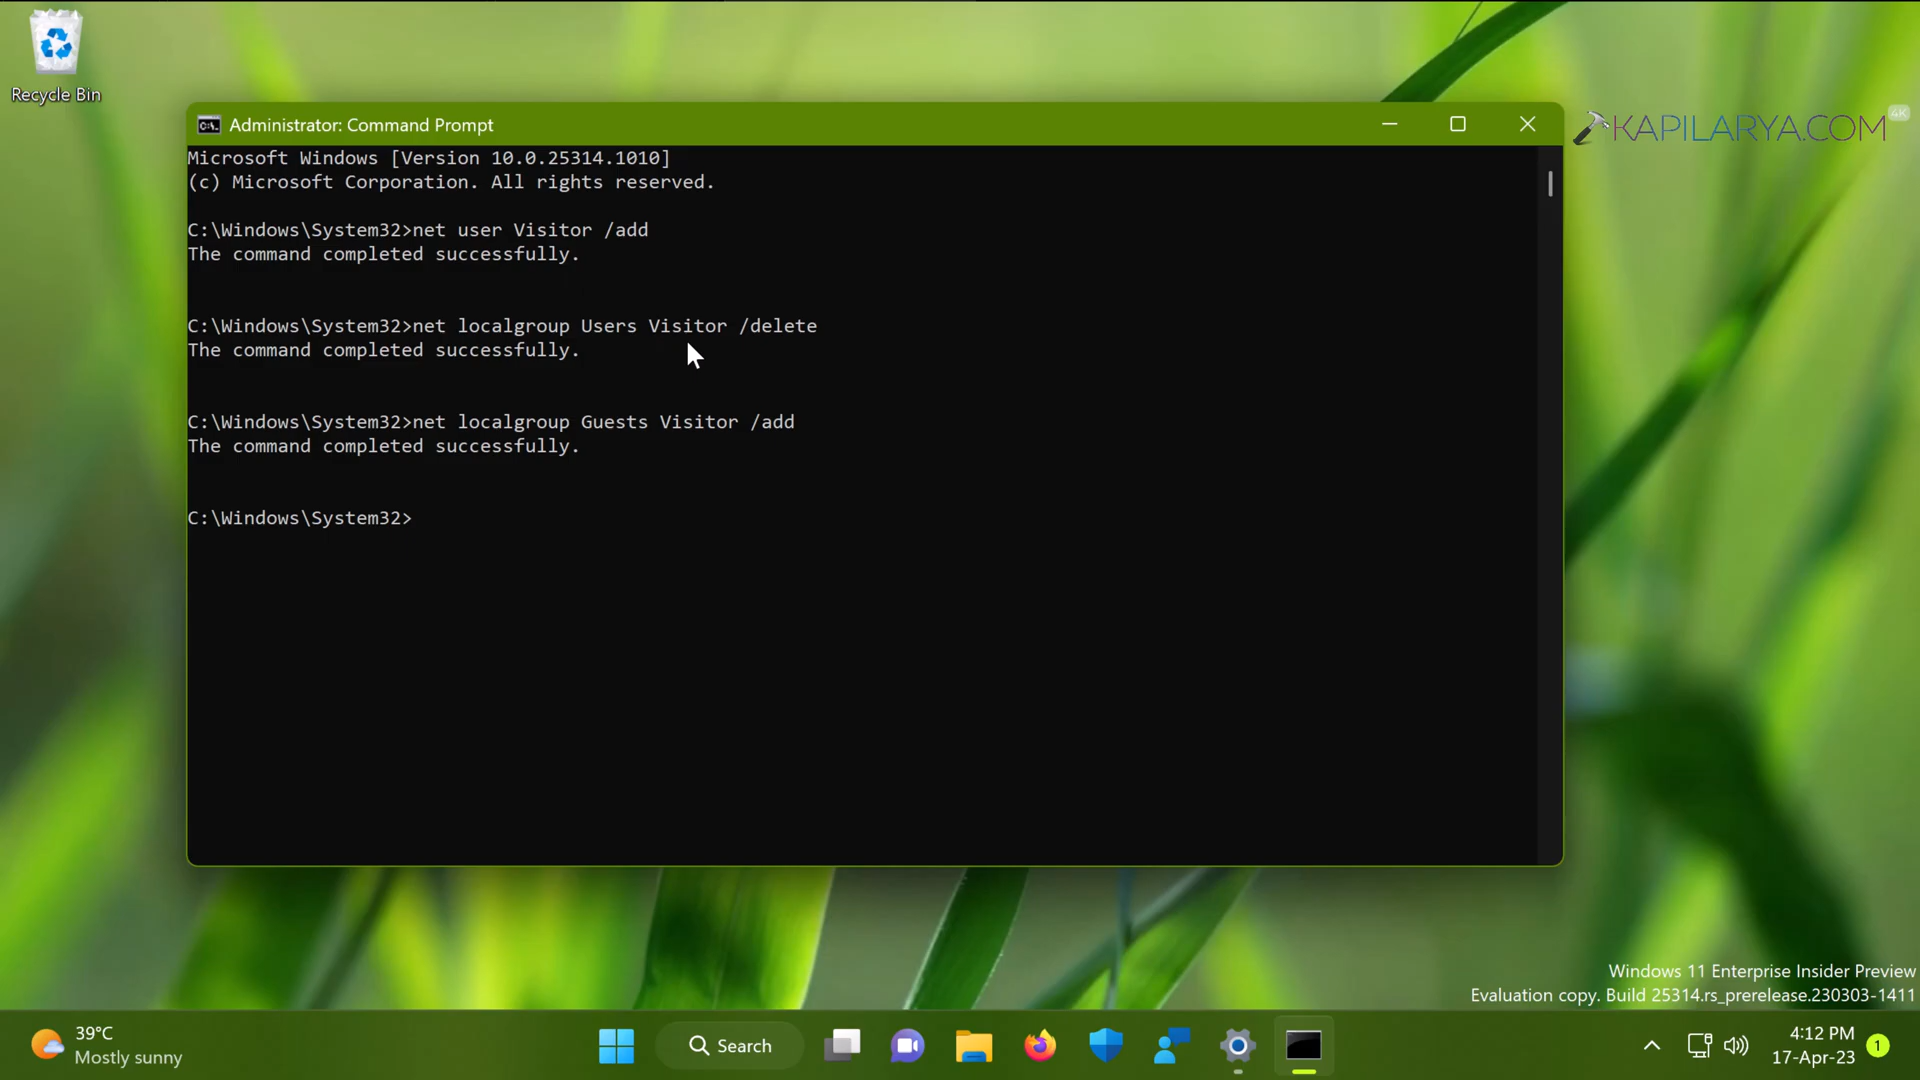 Recycle Bin
Administrator: Command Prompt
KAPILARYA.COM
4K
Microsoft Windows [Version 10.0.25314.1010]
(c) Microsoft Corporation. All rights reserved.
C:\Windows\System32>net user Visitor /add
The command completed successfully.
C:\Windows\System32>net localgroup Users Visitor /delete
The command completed successfully.
C:\Windows\System32>net localgroup Guests Visitor /add
The command completed successfully.
C:\Windows\System32>
Windows 11 Enterprise Insider Preview
Evaluation copy. Build 25314.rs_prerelease.230303-1411
39°C
Mostly sunny
Search
4:12 PM
17-Apr-23
1